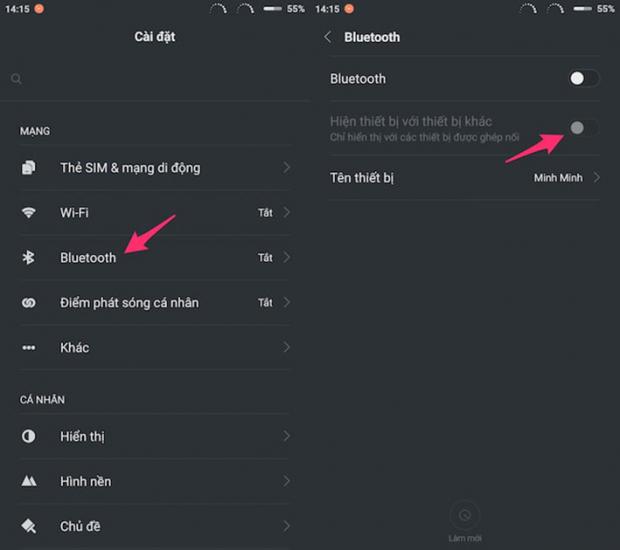 14:15
55%
Cài đặt
MẠNG
Thẻ SIM & mạng di động
Wi-Fi
Tắt
Bluetooth
Tắt
Điểm phát sóng cá nhân
Tắt
Khác
CÁ NHÂN
Hiển thị
Hình nền
Chủ đề
14:15
55%
Bluetooth
Bluetooth
Hiện thiết bị với thiết bị khác
Chỉ hiển thị với các thiết bị được ghép nối
Tên thiết bị
Minh Minh
Làm mới